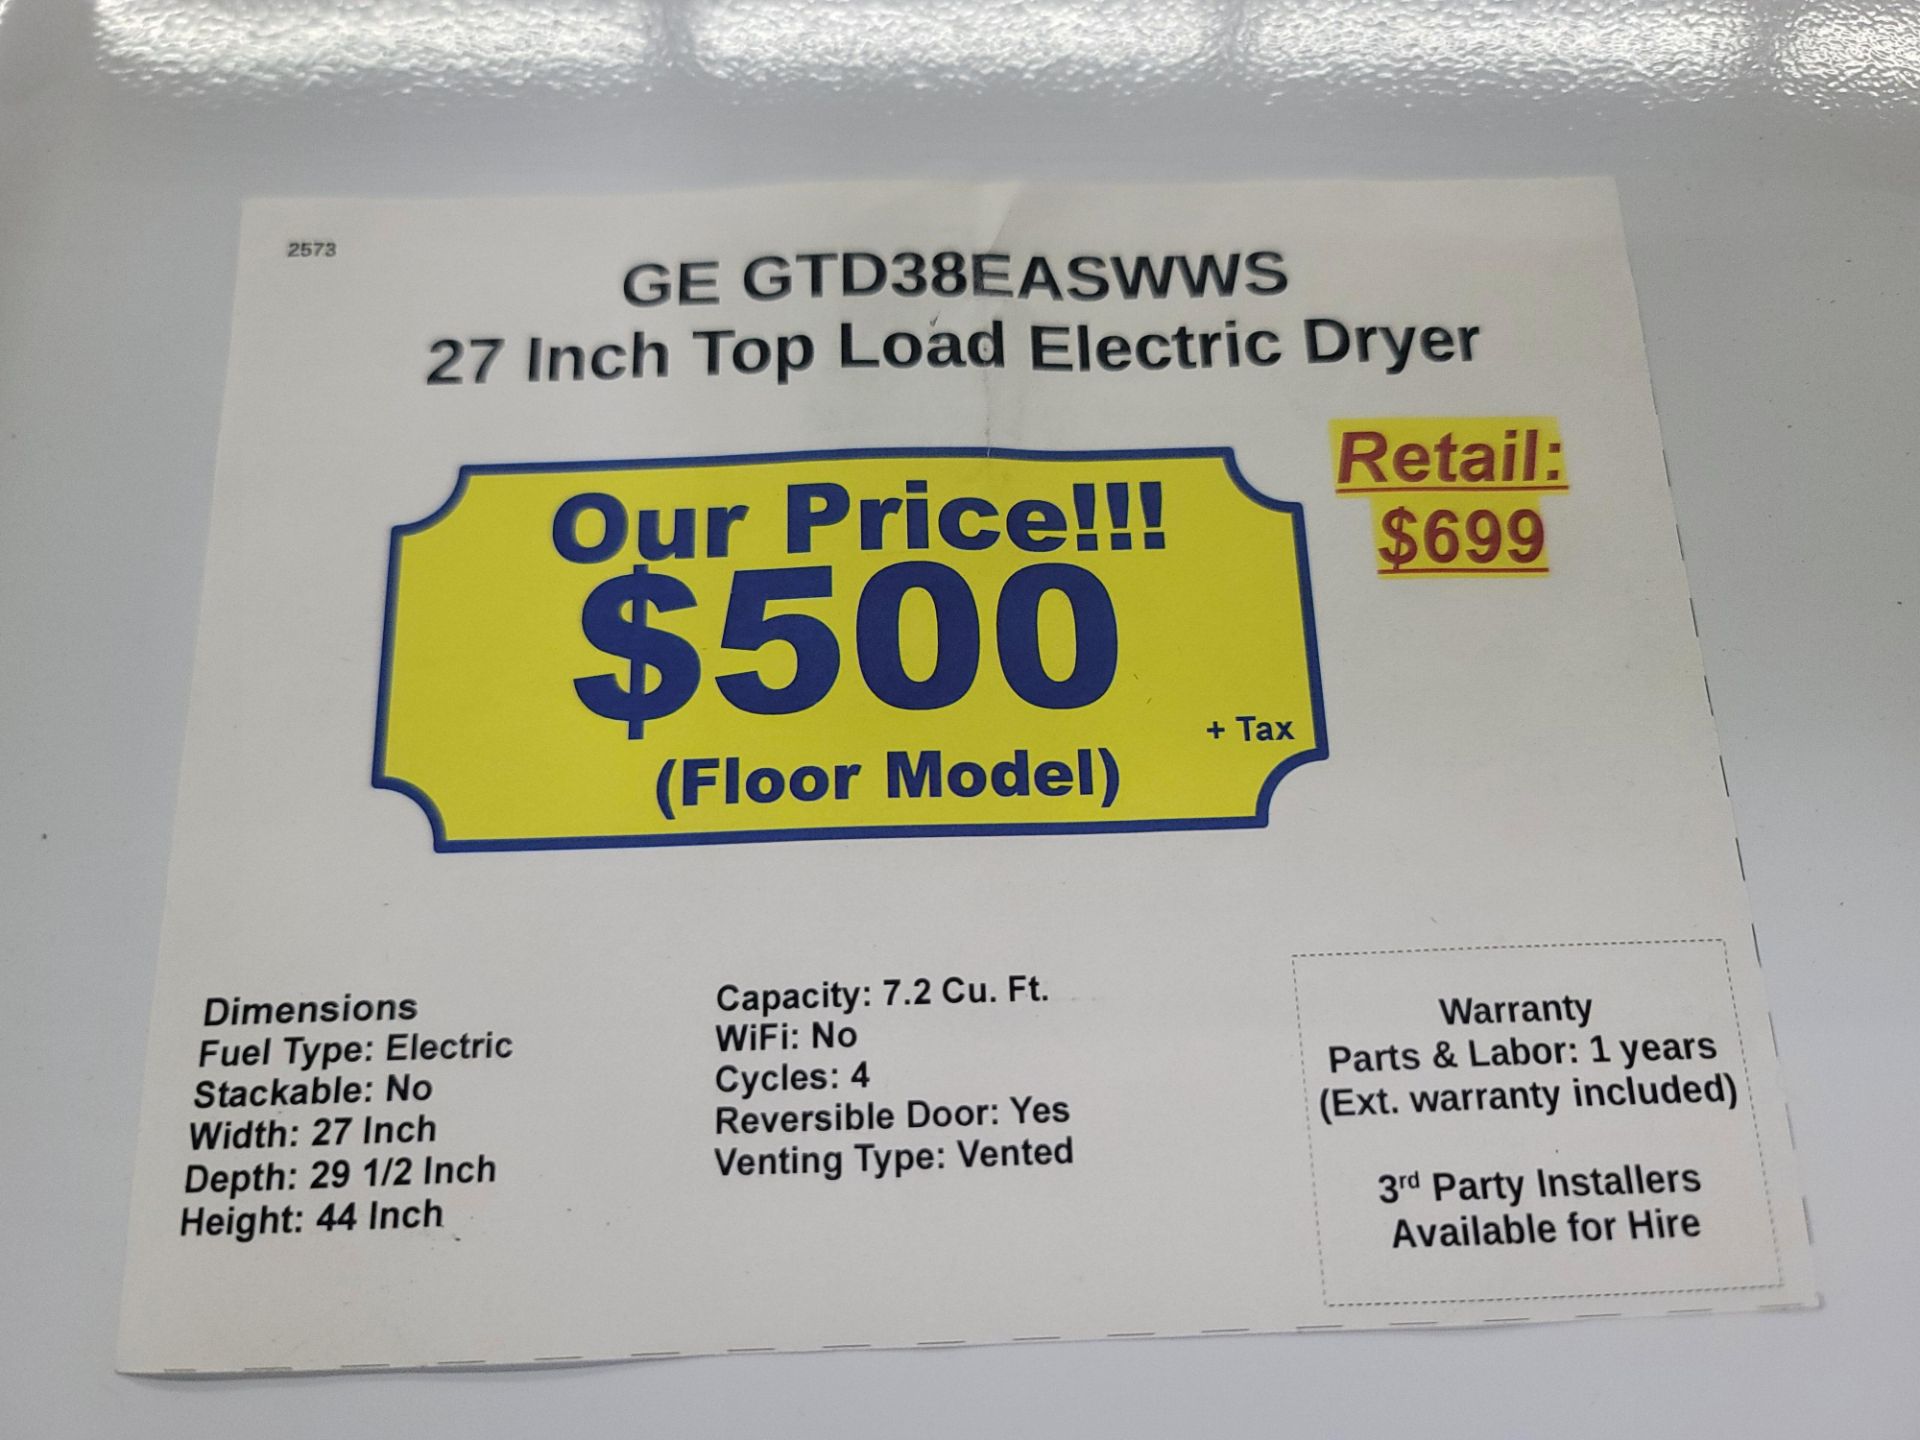 2573
GE GTD38EASWWS
27 Inch Top Load Electric Dryer
Retail:
$699
Our Price!!!
$500
+ Tax
(Floor Model)
Dimensions
Fuel Type: Electric
Stackable: No
Width: 27 Inch
Depth: 29 1/2 Inch
Height: 44 Inch
Capacity: 7.2 Cu. Ft.
WiFi: No
Cycles: 4
Reversible Door: Yes
Venting Type: Vented
Warranty
Parts & Labor: 1 years
(Ext. warranty included)
3rd Party Installers
Available for Hire